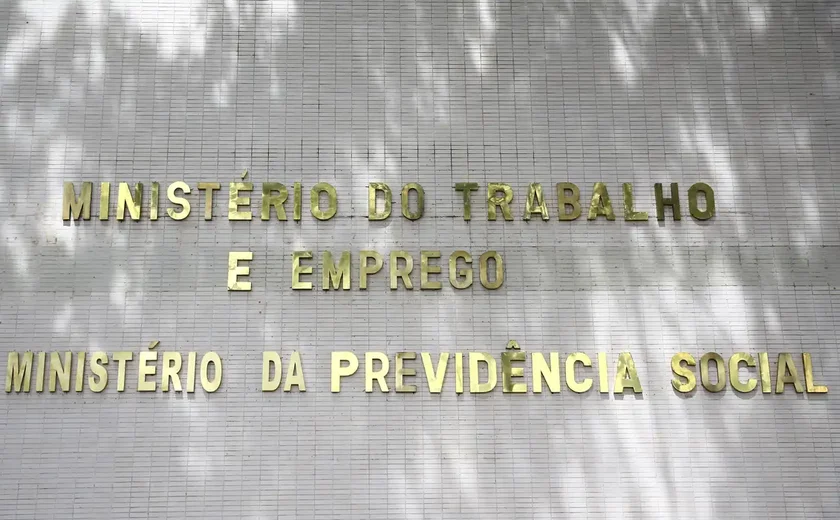 MINISTÉRIO DO TRABALHO
E EMPREGO
MINISTÉRIO DA PREVIDÊNCIA SOCIAL